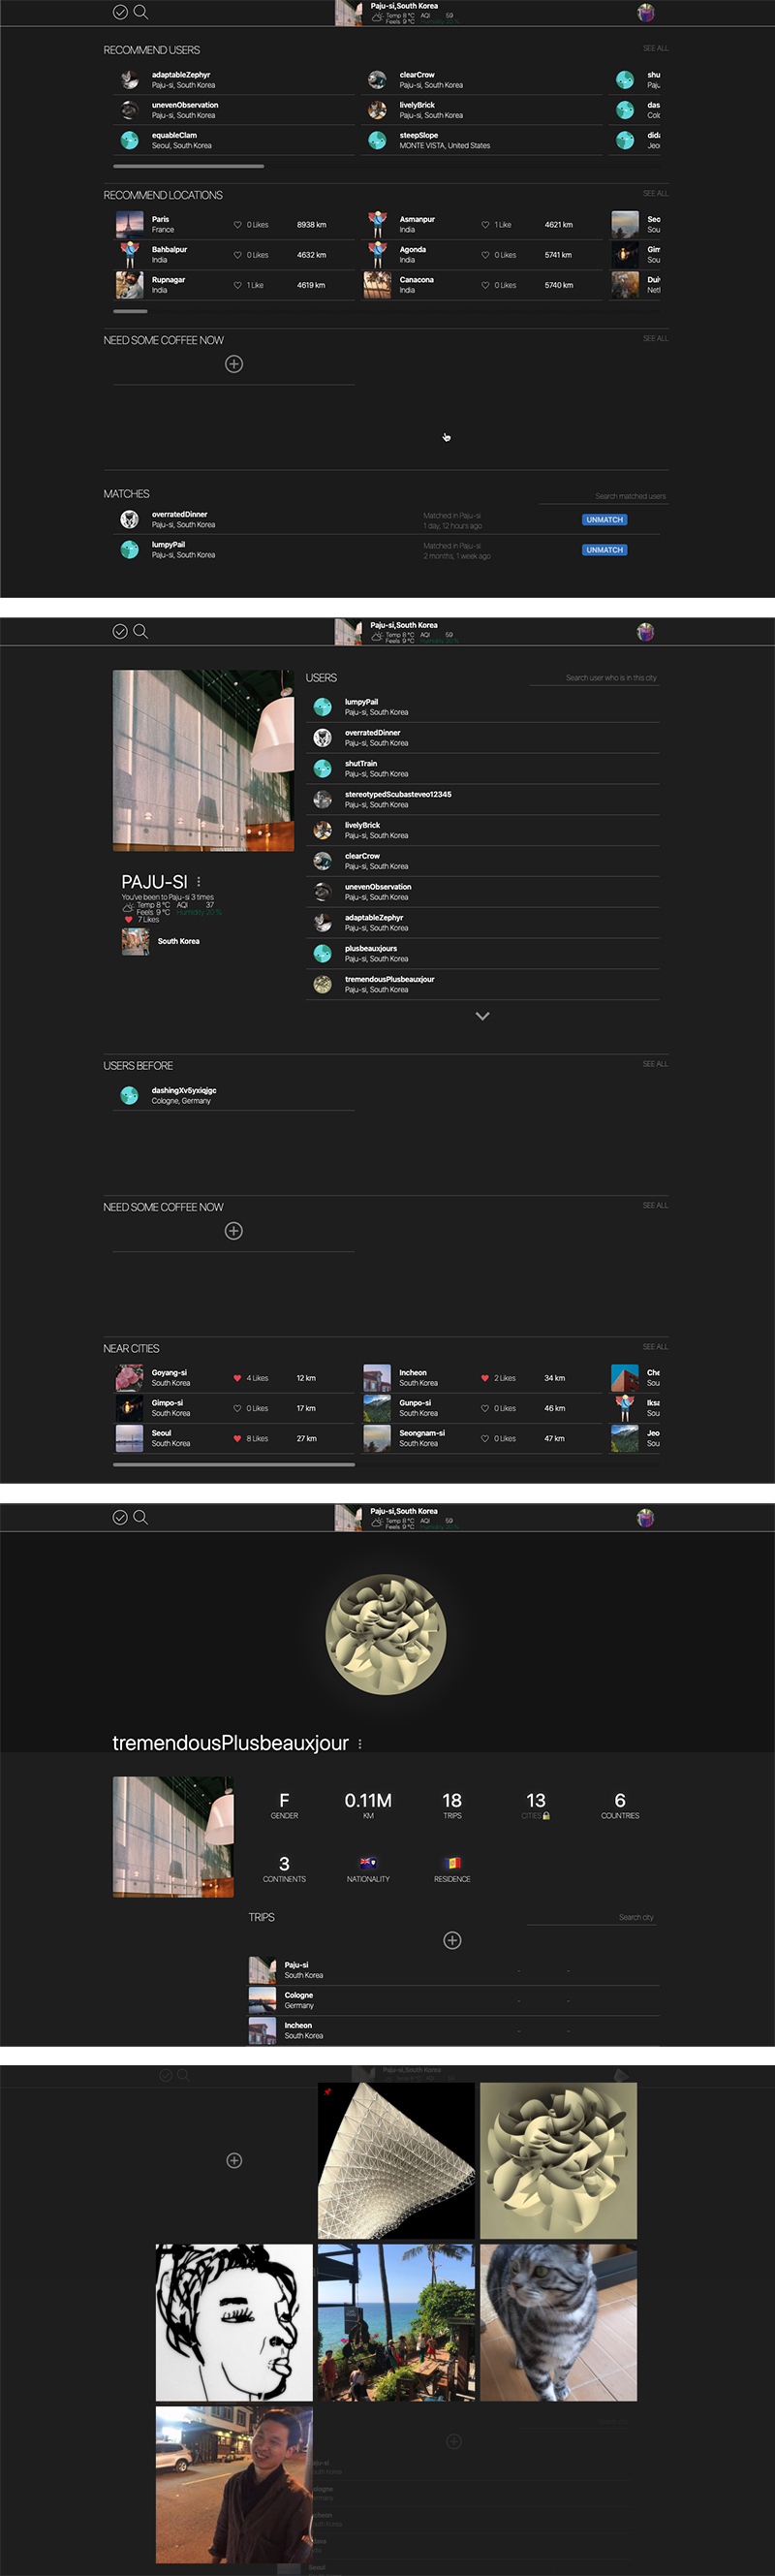 Paju-si,South Korea
Temp 8 °C AQI 59
Feels 9 °C Humidity 20 %
RECOMMEND USERS SEE ALL
adaptableZephyr clearCrow shu
Paju-si, South Korea Paju-si, South Korea Paju
unevenObservation livelyBrick das
Paju-si, South Korea Paju-si, South Korea Colo
equableClam steepSlope dida
Seoul, South Korea MONTE VISTA, United States Jeo
RECOMMEND LOCATIONS SEE ALL
Paris 0 Likes 8938 km Asmanpur 1 Like 4621 km Seo
France India Sou
Bahbalpur 0 Likes 4632 km Agonda 0 Likes 5741 km Gim
India India Sou
Rupnagar 1 Like 4619 km Canacona 0 Likes 5740 km Duiv
India India Neth
NEED SOME COFFEE NOW SEE ALL
MATCHES Search matched users
overratedDinner Matched in Paju-si UNMATCH
Paju-si, South Korea 1 day, 12 hours ago
lumpyPail Matched in Paju-si UNMATCH
Paju-si, South Korea 2 months, 1 week ago
Paju-si,South Korea
Temp 8 °C AQI 59
Feels 9 °C Humidity 20 %
USERS Search user who is in this city
lumpyPail
Paju-si, South Korea
overratedDinner
Paju-si, South Korea
shutTrain
Paju-si, South Korea
stereotypedScubasteveo12345
Paju-si, South Korea
livelyBrick
Paju-si, South Korea
clearCrow
Paju-si, South Korea
unevenObservation
Paju-si, South Korea
adaptableZephyr
Paju-si, South Korea
plusbeauxjours
Paju-si, South Korea
tremendousPlusbeauxjour
Paju-si, South Korea
PAJU-SI
You've been to Paju-si 3 times
Temp 8 °C AQI 37
Feels 9 °C Humidity 20 %
7 Likes
South Korea
USERS BEFORE SEE ALL
dashingXv5yxiqjgc
Cologne, Germany
NEED SOME COFFEE NOW SEE ALL
NEAR CITIES SEE ALL
Goyang-si 4 Likes 12 km Incheon 2 Likes 34 km Che
South Korea South Korea Sou
Gimpo-si 0 Likes 17 km Gunpo-si 0 Likes 46 km Iksa
South Korea South Korea Sou
Seoul 8 Likes 27 km Seongnam-si 0 Likes 47 km Jeo
South Korea South Korea Sou
Paju-si,South Korea
Temp 8 °C AQI 59
Feels 9 °C Humidity 20 %
tremendousPlusbeauxjour
F 0.11M 18 13 6
GENDER KM TRIPS CITIES COUNTRIES
3
CONTINENTS NATIONALITY RESIDENCE
TRIPS Search city
Paju-si - -
South Korea
Cologne - -
Germany
Incheon - -
South Korea
Paju-si,South Korea
Seoul